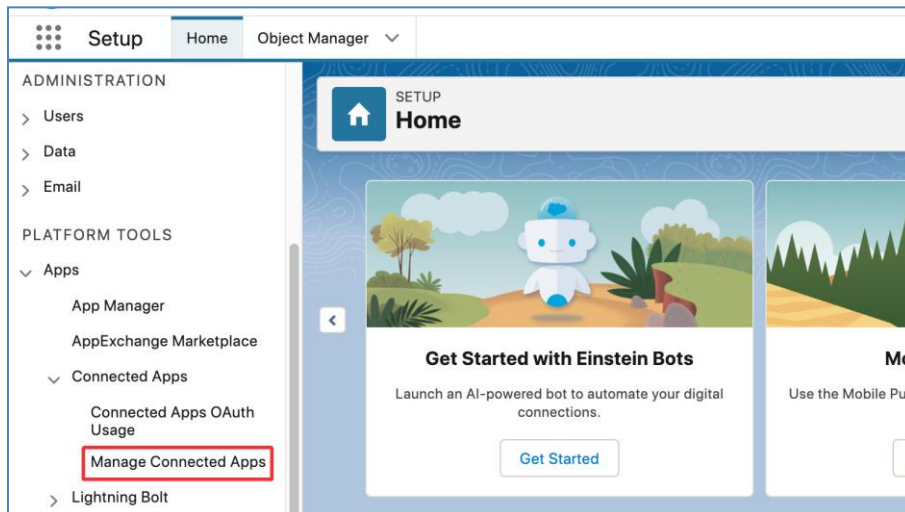 Setup
Home
Object Manager
ADMINISTRATION
Users
Data
Email
PLATFORM TOOLS
Apps
App Manager
AppExchange Marketplace
Connected Apps
Connected Apps OAuth
Usage
Manage Connected Apps
Lightning Bolt
SETUP
Home
Get Started with Einstein Bots
Launch an AI-powered bot to automate your digital
connections.
Get Started
Use the Mobile Pu